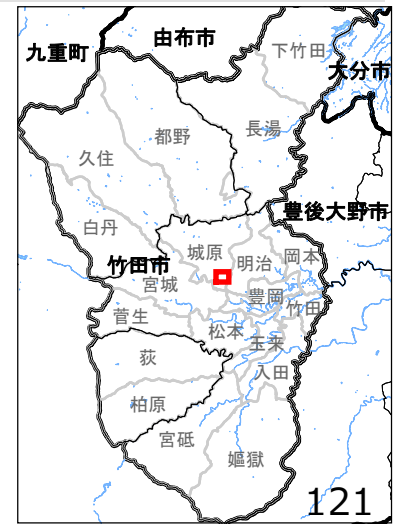 由布市
九重町
下竹田
大分市
都野
長湯
久住
豊後大野市
白丹
城原
岡本
明治
竹田市
宮城
豊岡
竹田
菅生
松本
玉来
荻
入田
柏原
宮砥
嫗獄
121